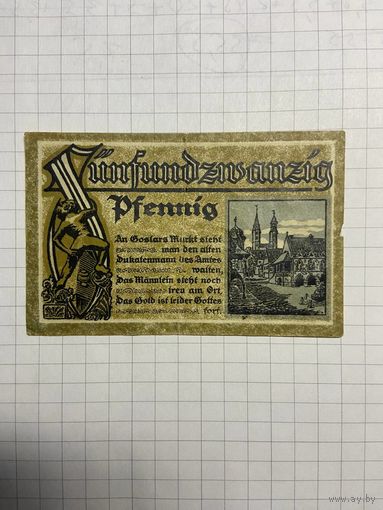 Fünfundzwanzig
Pfennig
An Goslars Markt sieht
man den alten
Dukatenmann des Amtes
walten,
Das Männlein steht noch
treu am Ort,
Das Gold ist leider Gottes
fort.
www.ay.by